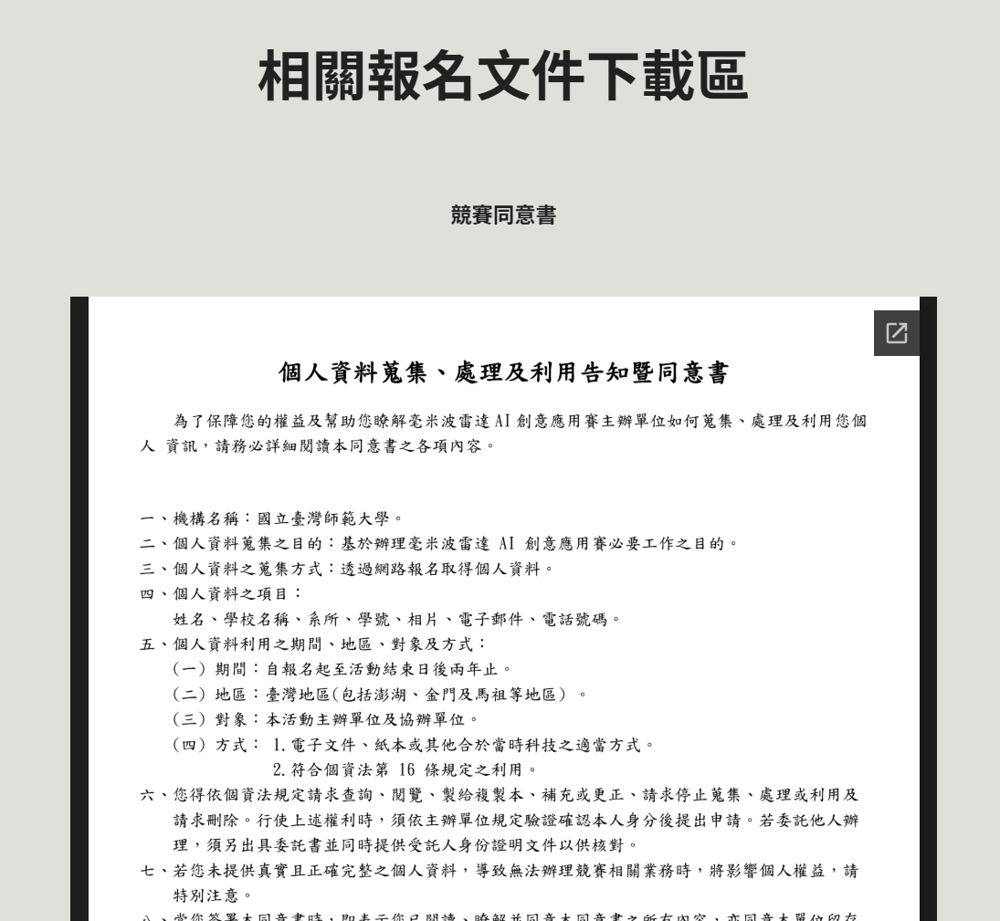 相關報名文件下載區
競賽同意書
個人資料蒐集、處理及利用告知暨同意書
為了保障您的權益及幫助您瞭解毫米波雷達 AI 創意應用賽主辦單位如何蒐集、處理及利用您個
人 資訊，請務必詳細閱讀本同意書之各項內容。
一、機構名稱：國立臺灣師範大學。
二、個人資料蒐集之目的：基於辦理毫米波雷達 AI 創意應用賽必要工作之目的。
三、個人資料之蒐集方式：透過網路報名取得個人資料。
四、個人資料之項目：
姓名、學校名稱、系所、學號、相片、電子郵件、電話號碼。
五、個人資料利用之期間、地區、對象及方式：
(一) 期間：自報名起至活動結束日後兩年止。
(二) 地區：臺灣地區(包括澎湖、金門及馬祖等地區) 。
(三) 對象：本活動主辦單位及協辦單位。
(四) 方式： 1.電子文件、紙本或其他合於當時科技之適當方式。
2.符合個資法第 16 條規定之利用。
六、您得依個資法規定請求查詢、閱覽、製給複製本、補充或更正、請求停止蒐集、處理或利用及
請求刪除。行使上述權利時，須依主辦單位規定驗證確認本人身分後提出申請。若委託他人辦
理，須另出具委託書並同時提供受託人身份證明文件以供核對。
七、若您未提供真實且正確完整之個人資料，導致無法辦理競賽相關業務時，將影響個人權益，請
特別注意。
八、當您簽署本同意書時，即表示您已閱讀、瞭解並同意本同意書之所有內容，亦同意本單位留存